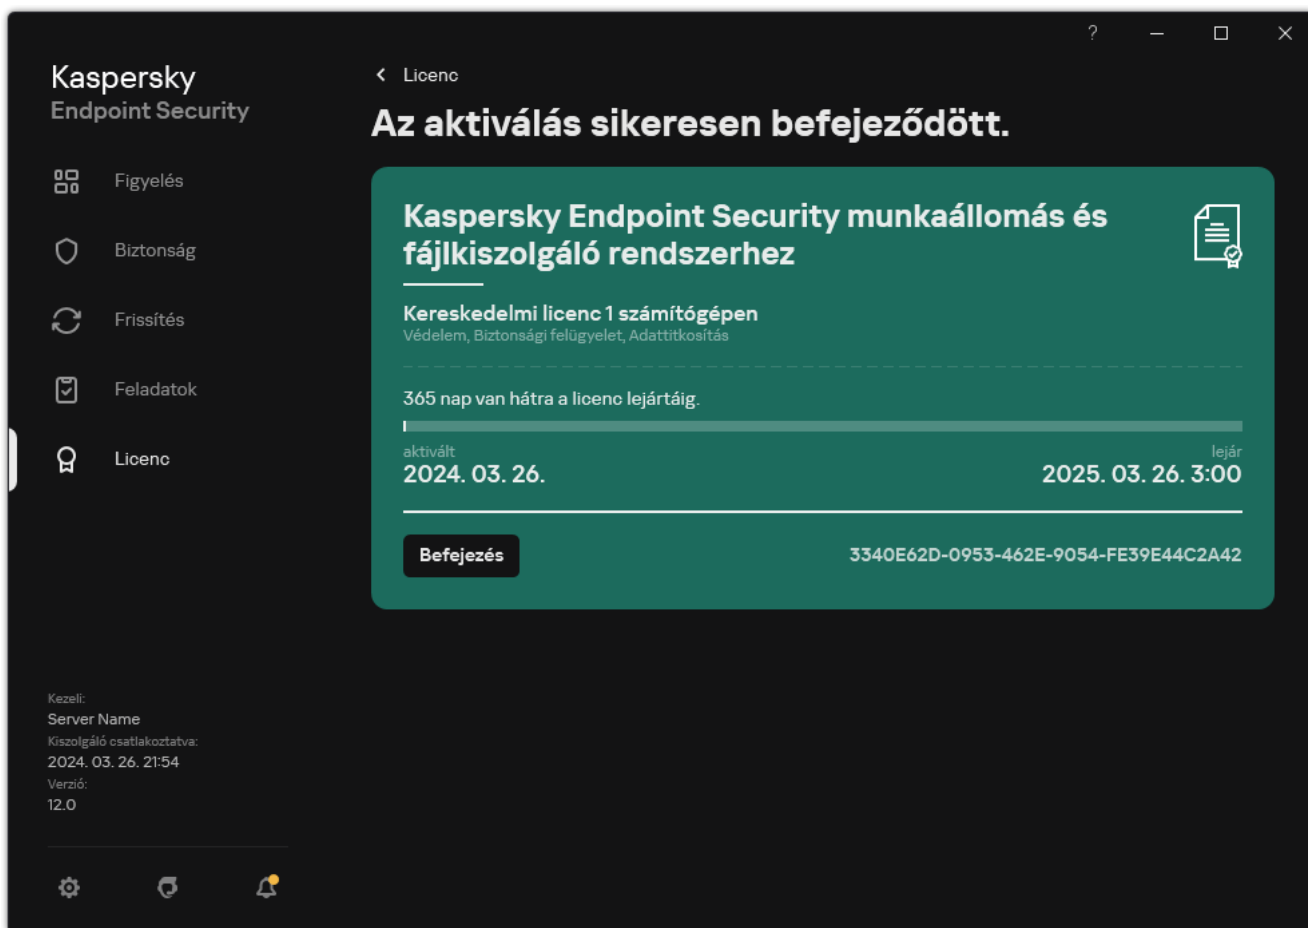 ?
Kaspersky
Endpoint Security
Figyelés
Biztonság
Frissítés
Feladatok
Licenc
Kezeli:
Server Name
Kiszolgáló csatlakoztatva:
2024. 03. 26. 21:54
Verzió:
12.0
Licenc
Az aktiválás sikeresen befejeződött.
Kaspersky Endpoint Security munkaállomás és
fájlkiszolgáló rendszerhez
Kereskedelmi licenc 1 számítógépen
Védelem, Biztonsági felügyelet, Adattitkosítás
365 nap van hátra a licenc lejártáig.
aktivált
2024. 03. 26.
lejár
2025. 03. 26. 3:00
Befejezés
3340E62D-0953-462E-9054-FE39E44C2A42